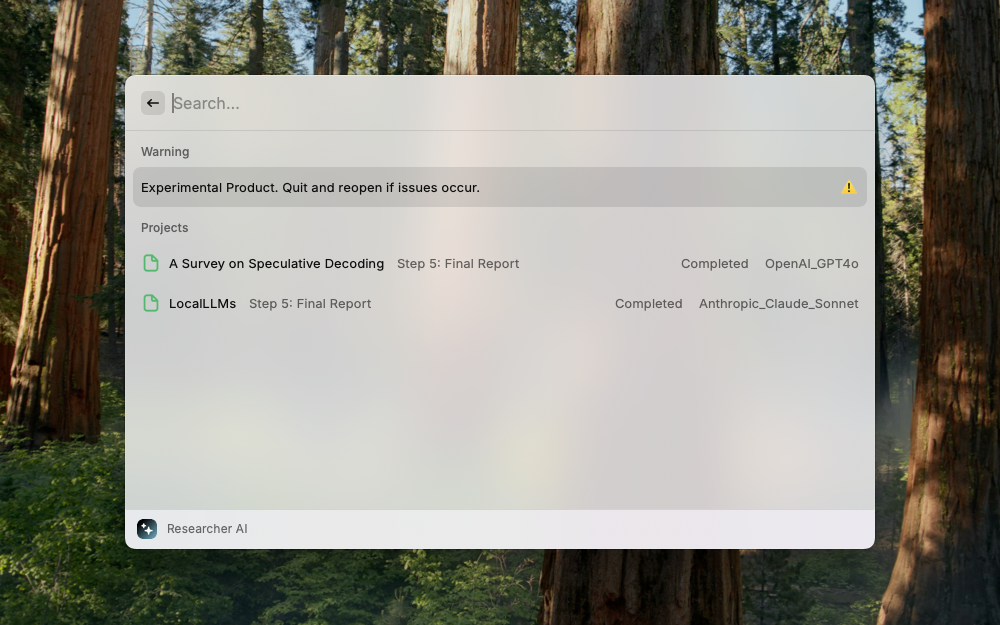 Search...
Warning
Experimental Product. Quit and reopen if issues occur.
Projects
A Survey on Speculative Decoding Step 5: Final Report Completed OpenAI_GPT4o
LocalLLMs Step 5: Final Report Completed Anthropic_Claude_Sonnet
Researcher AI